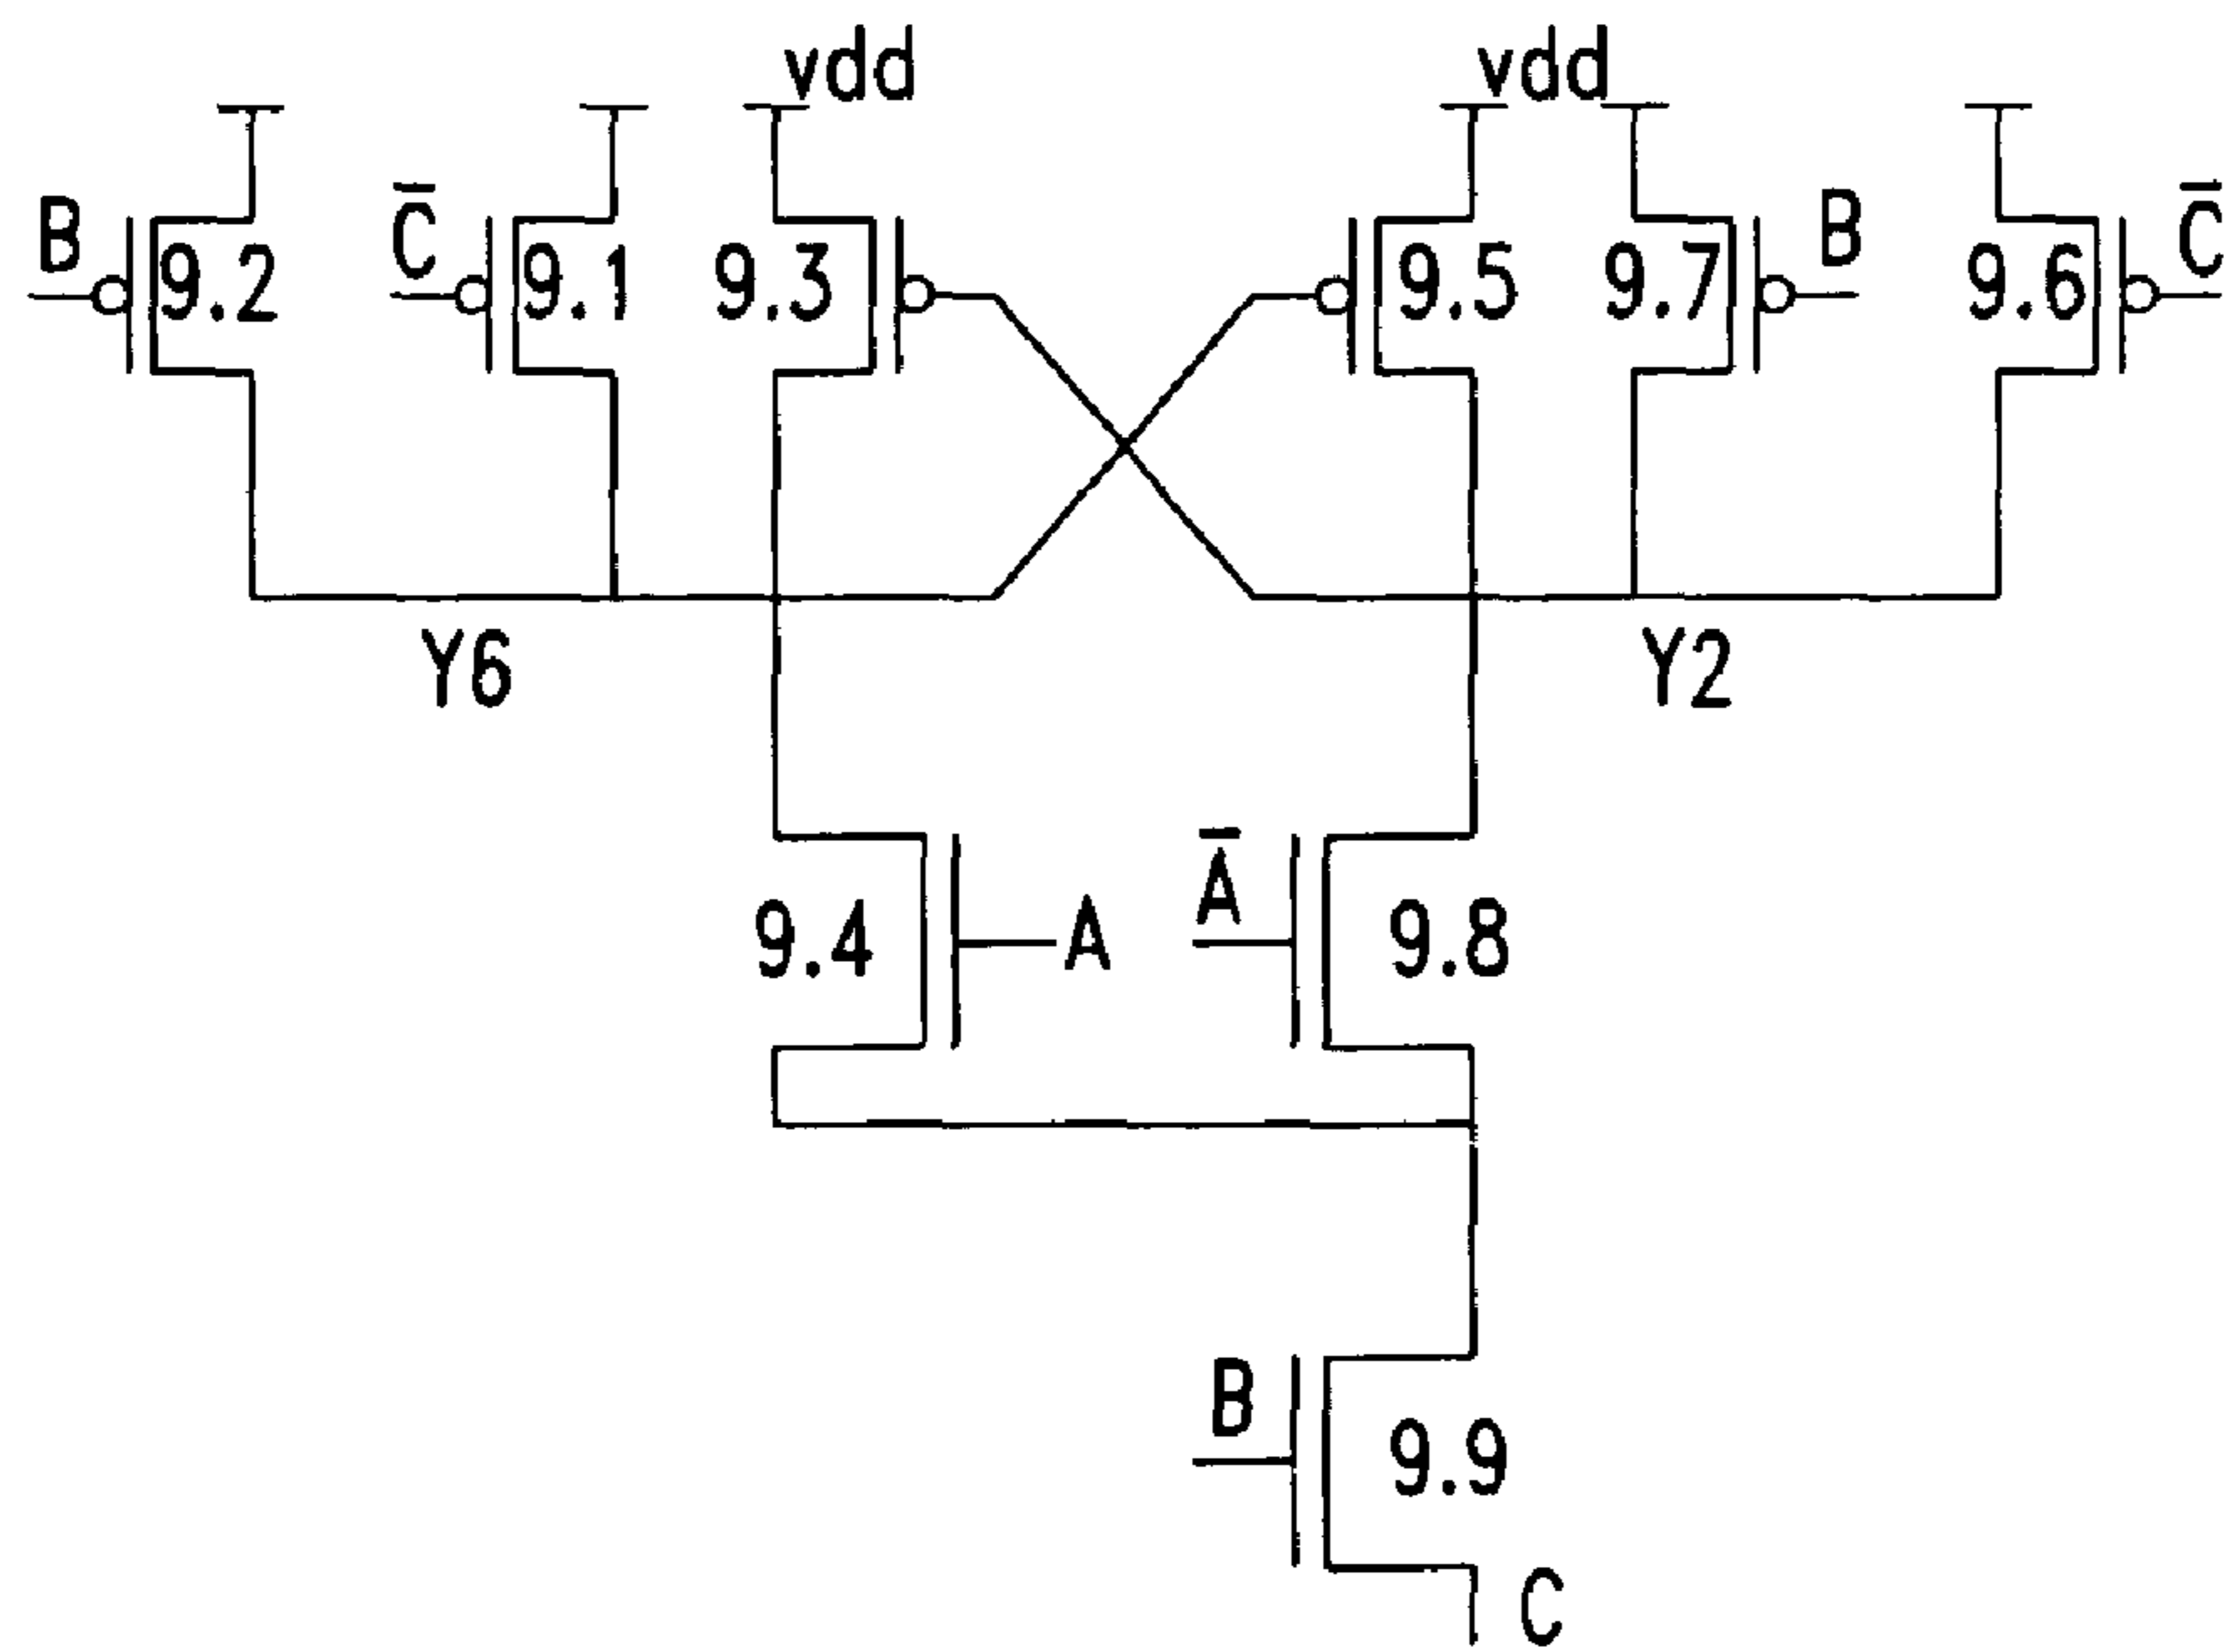 vdd vdd
B C̅ B C̅
9.2 9.1 9.3 9.5 9.7 9.6
Y6 Y2
A̅
9.4 A 9.8
B
9.9
C